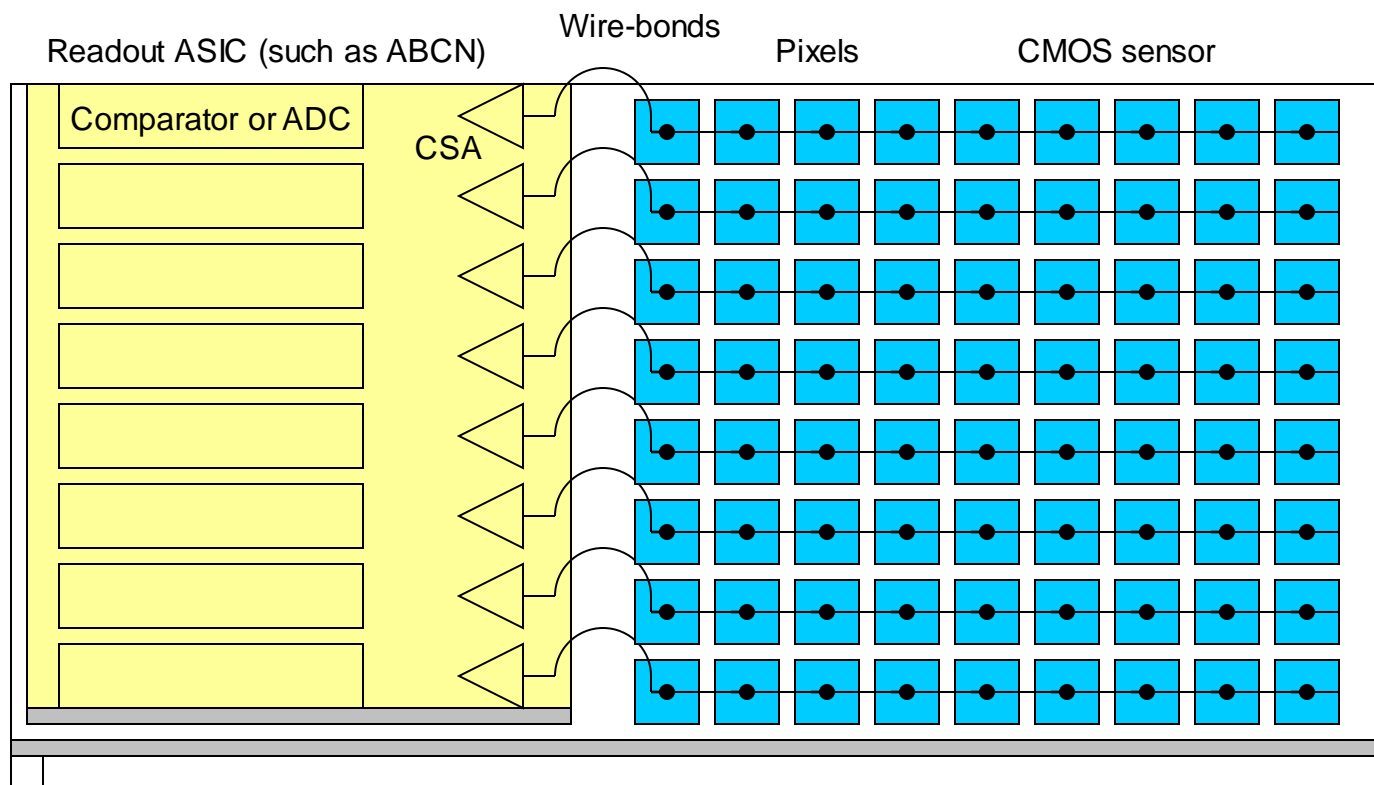 Wire-bonds
Readout ASIC (such as ABCN)
Pixels
CMOS sensor
Comparator or ADC
CSA